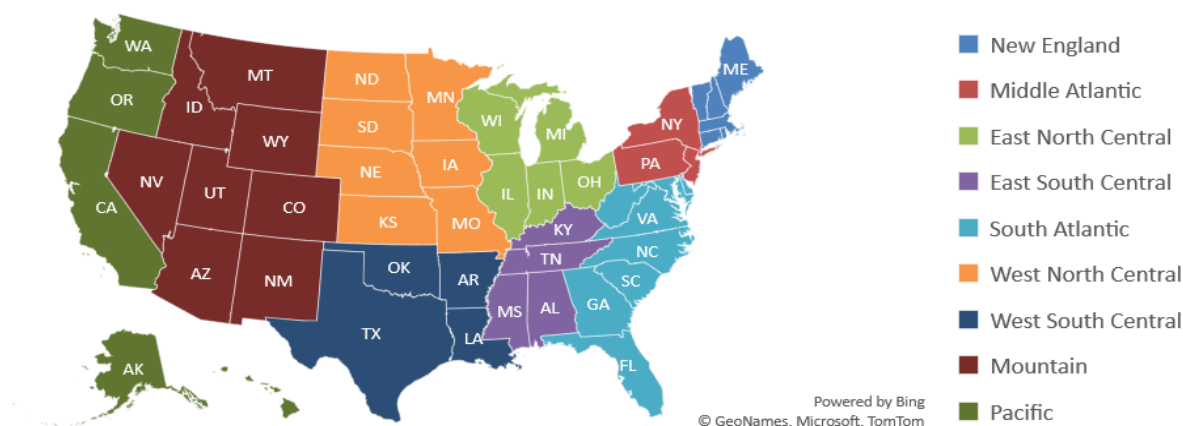 WA
MT
ND
MN
ME
OR
ID
SD
WI
MI
NY
WY
NE
IA
PA
NV
UT
CO
KS
MO
IL
IN
OH
CA
KY
VA
AZ
NM
OK
AR
TN
NC
TX
LA
MS
AL
GA
SC
AK
FL
New England
Middle Atlantic
East North Central
East South Central
South Atlantic
West North Central
West South Central
Mountain
Pacific
Powered by Bing
© GeoNames, Microsoft, TomTom